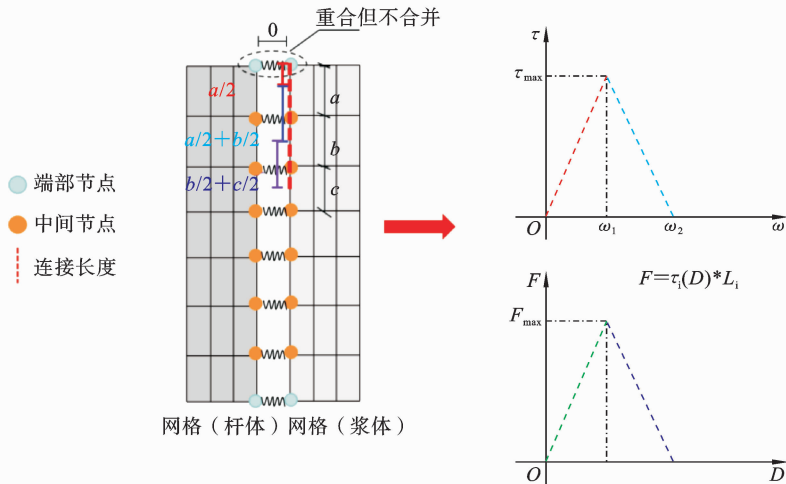 重合但不合并
0
a/2
a
a/2+b/2
b
b/2+c/2
c
端部节点
中间节点
连接长度
网格（杆体）网格（浆体）
τ
τmax
O
ω1
ω2
ω
F
F=τi(D)*Li
Fmax
O
D